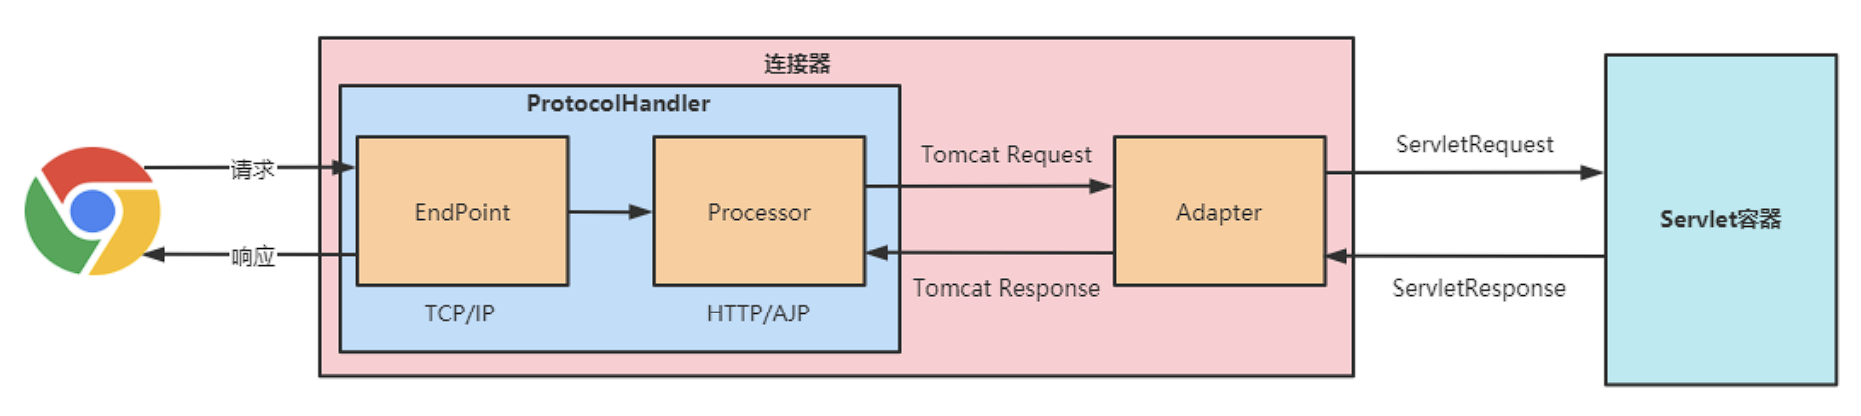 连接器
ProtocolHandler
请求
EndPoint
Processor
Tomcat Request
Adapter
ServletRequest
Servlet容器
响应
Tomcat Response
ServletResponse
TCP/IP
HTTP/AJP